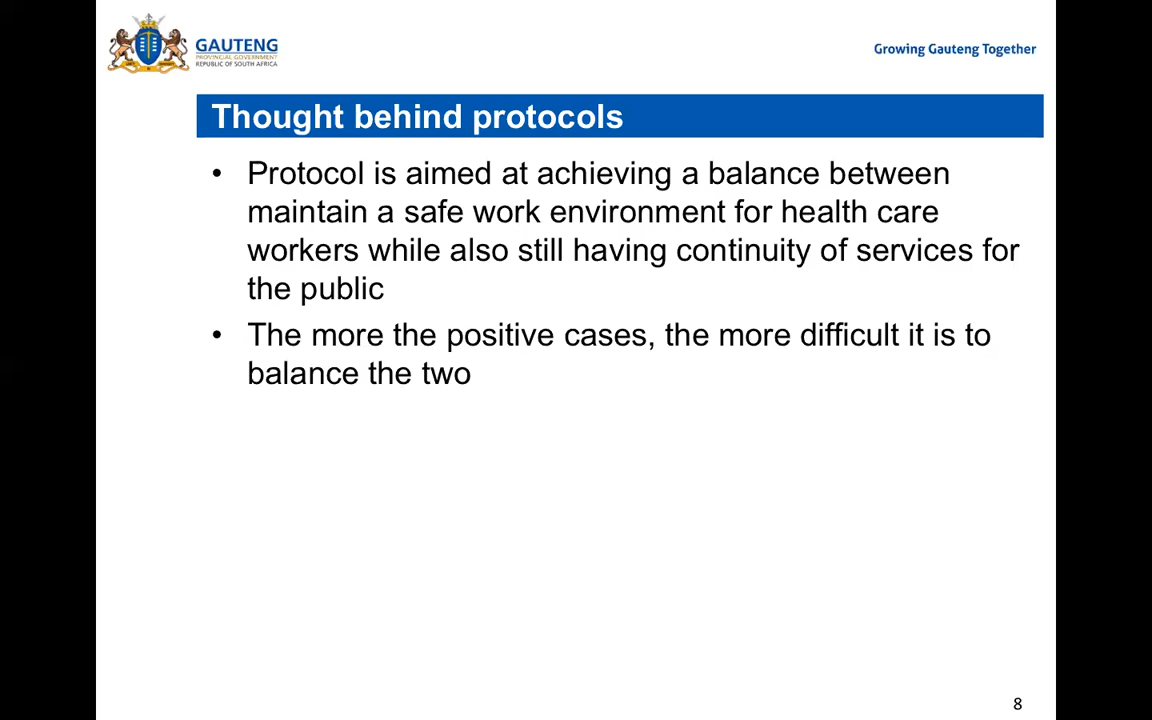 GAUTENG
PROVINCIAL GOVERNMENT
REPUBLIC OF SOUTH AFRICA
Growing Gauteng Together
Thought behind protocols
• Protocol is aimed at achieving a balance between
maintain a safe work environment for health care
workers while also still having continuity of services for
the public
• The more the positive cases, the more difficult it is to
balance the two
8